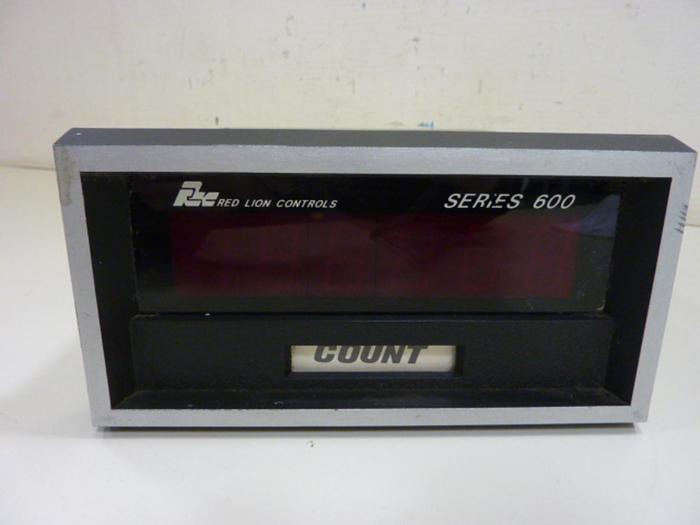 RLC RED LION CONTROLS SERIES 600
COUNT